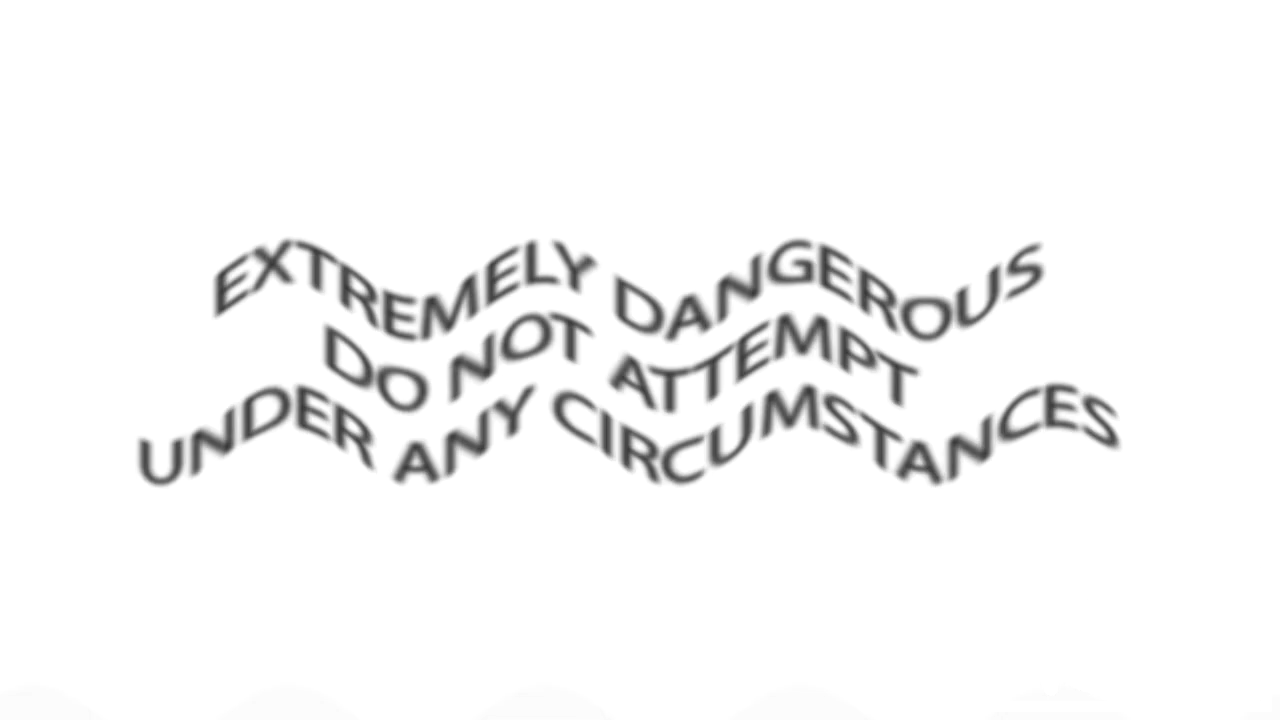 EXTREMELY DANGEROUS
DO NOT ATTEMPT
UNDER ANY CIRCUMSTANCES